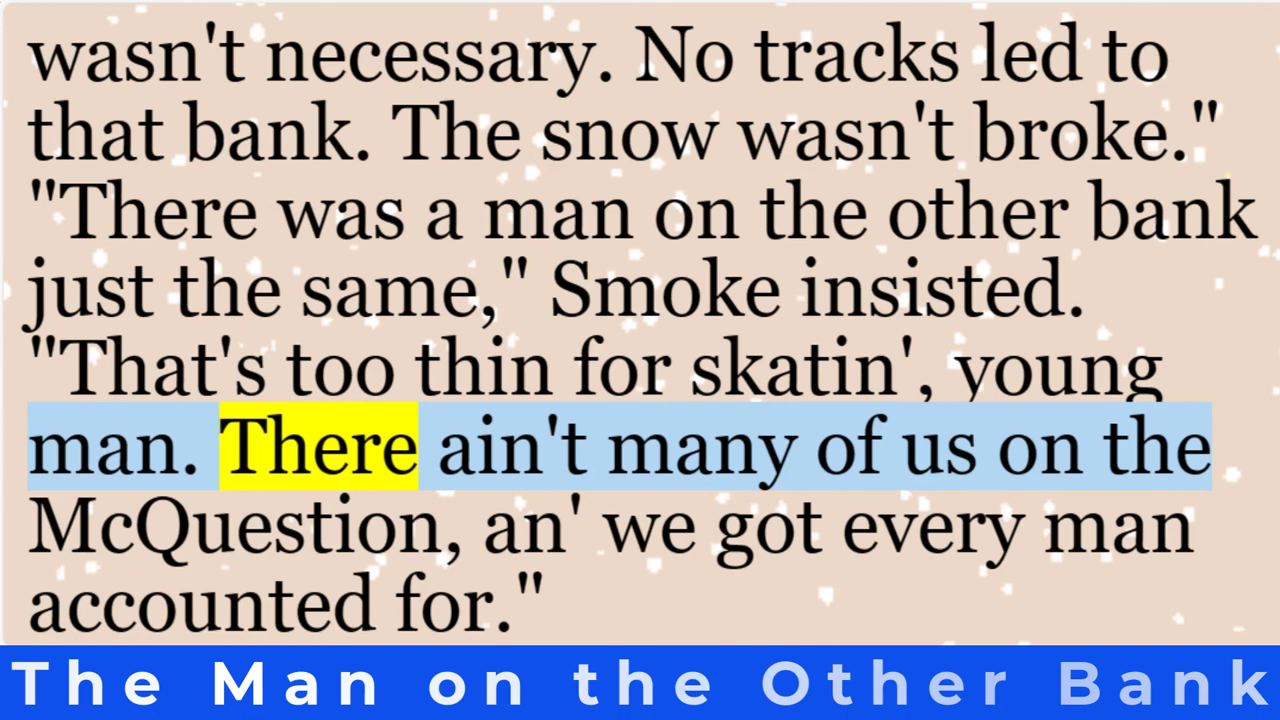 wasn't necessary. No tracks led to
that bank. The snow wasn't broke."
"There was a man on the other bank
just the same," Smoke insisted.
"That's too thin for skatin', young
man. There ain't many of us on the
McQuestion, an' we got every man
accounted for."
The Man on the Other Bank